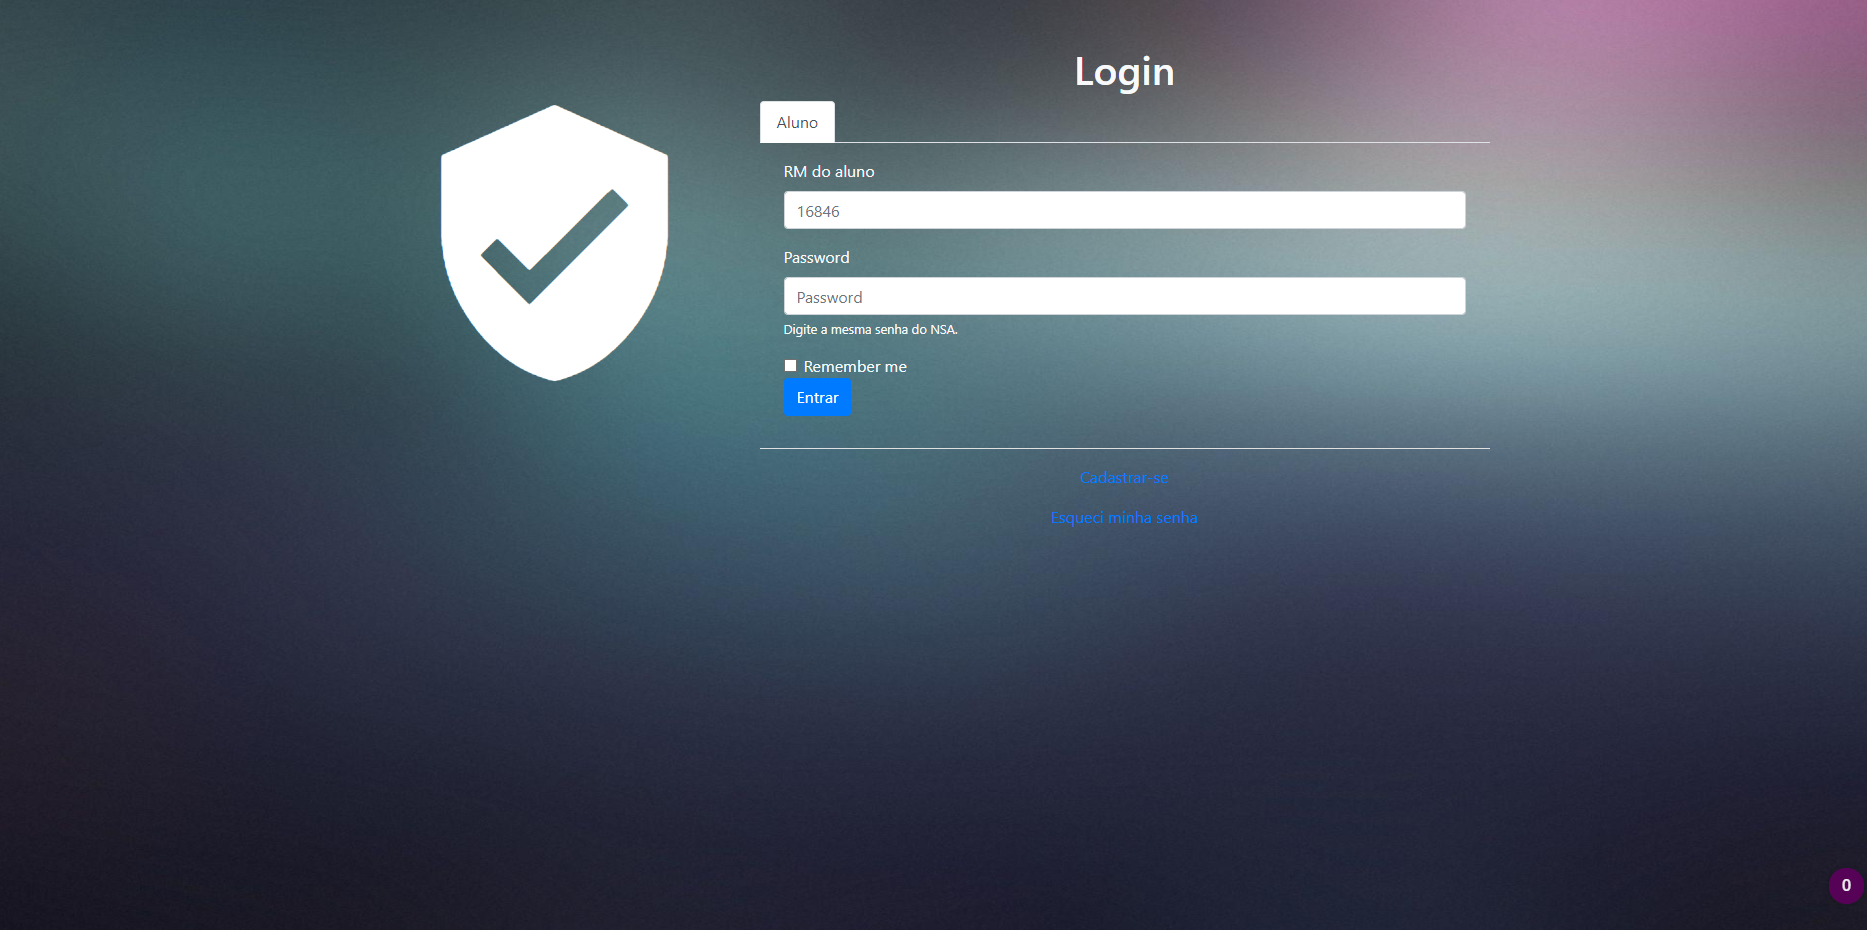 Login
Aluno
RM do aluno
16846
Password
Password
Digite a mesma senha do NSA.
Remember me
Entrar
Cadastrar-se
Esqueci minha senha
0